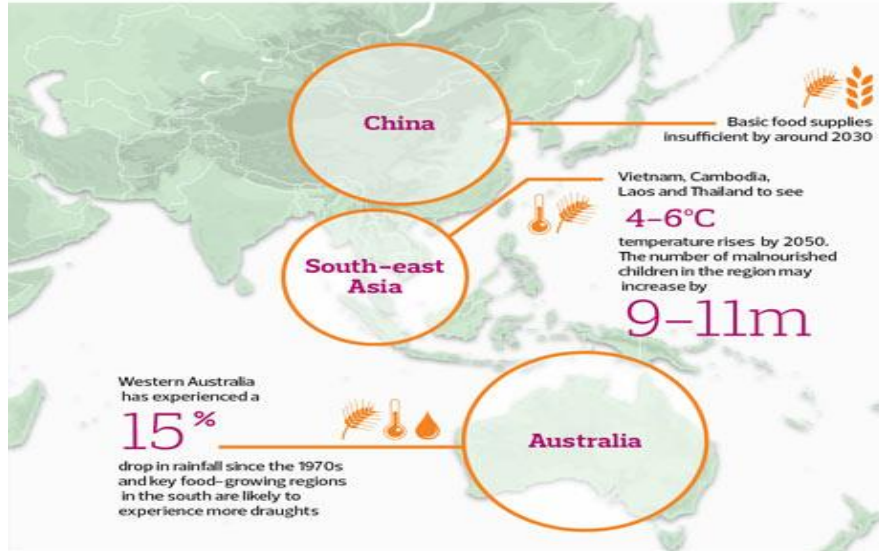 China
Basic food supplies
insufficient by around 2030
Vietnam, Cambodia,
Laos and Thailand to see
4–6°C
temperature rises by 2050.
The number of malnourished
children in the region may
increase by
9–11m
South-east
Asia
Western Australia
has experienced a
15%
drop in rainfall since the 1970s
and key food-growing regions
in the south are likely to
experience more draughts
Australia